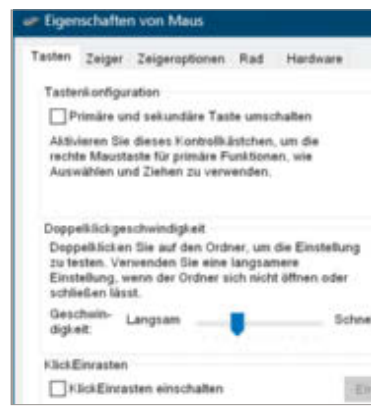 Eigenschaften von Maus
Tasten Zeiger Zeigeroptionen Rad Hardware
Tastenkonfiguration
Primäre und sekundäre Taste umschalten
Aktivieren Sie dieses Kontrollkästchen, um die
rechte Maustaste für primäre Funktionen, wie
Auswählen und Ziehen zu verwenden.
Doppelklickgeschwindigkeit
Doppelklicken Sie auf den Ordner, um die Einstellung
zu testen. Verwenden Sie eine langsamere
Einstellung, wenn der Ordner sich nicht öffnen oder
schließen lässt.
Geschwin-
digkeit: Langsam Schne
KlickEinrasten
KlickEinrasten einschalten